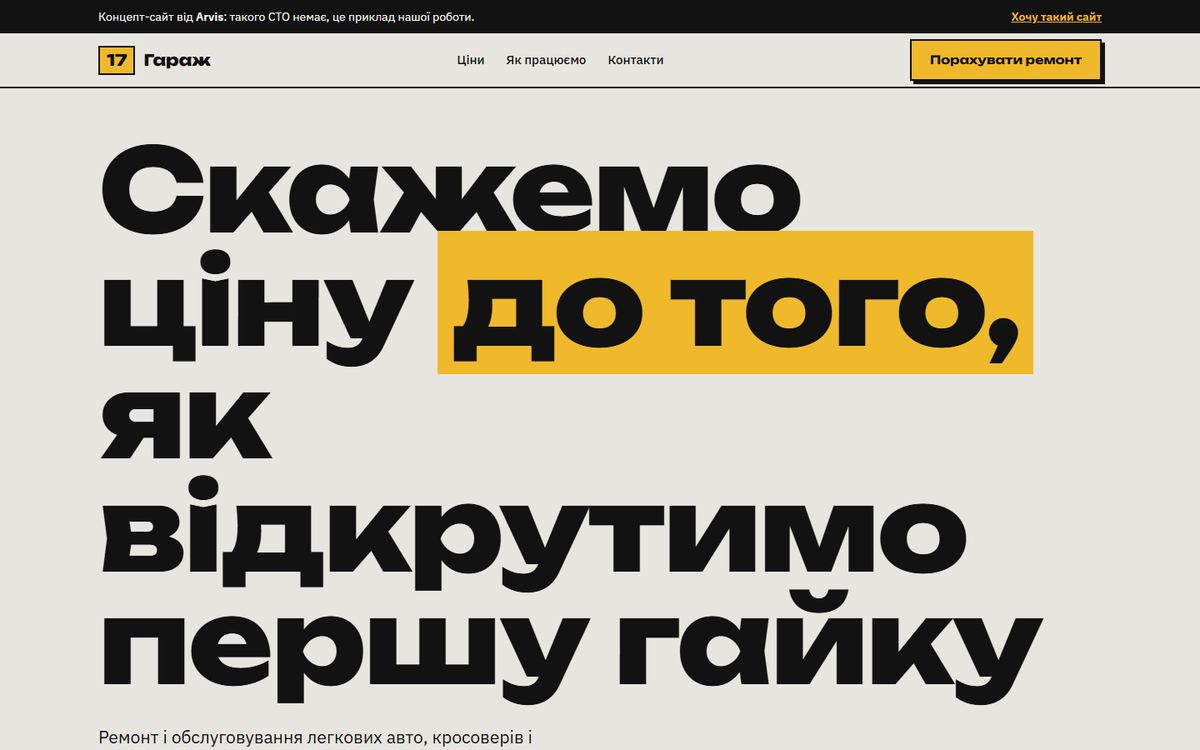 Концепт-сайт від Arvis: такого СТО немає, це приклад нашої роботи.
Хочу такий сайт
17 Гараж
Ціни
Як працюємо
Контакти
Порахувати ремонт
Скажемо
ціну до того,
як
відкрутимо
першу гайку
Ремонт і обслуговування легкових авто, кросоверів і